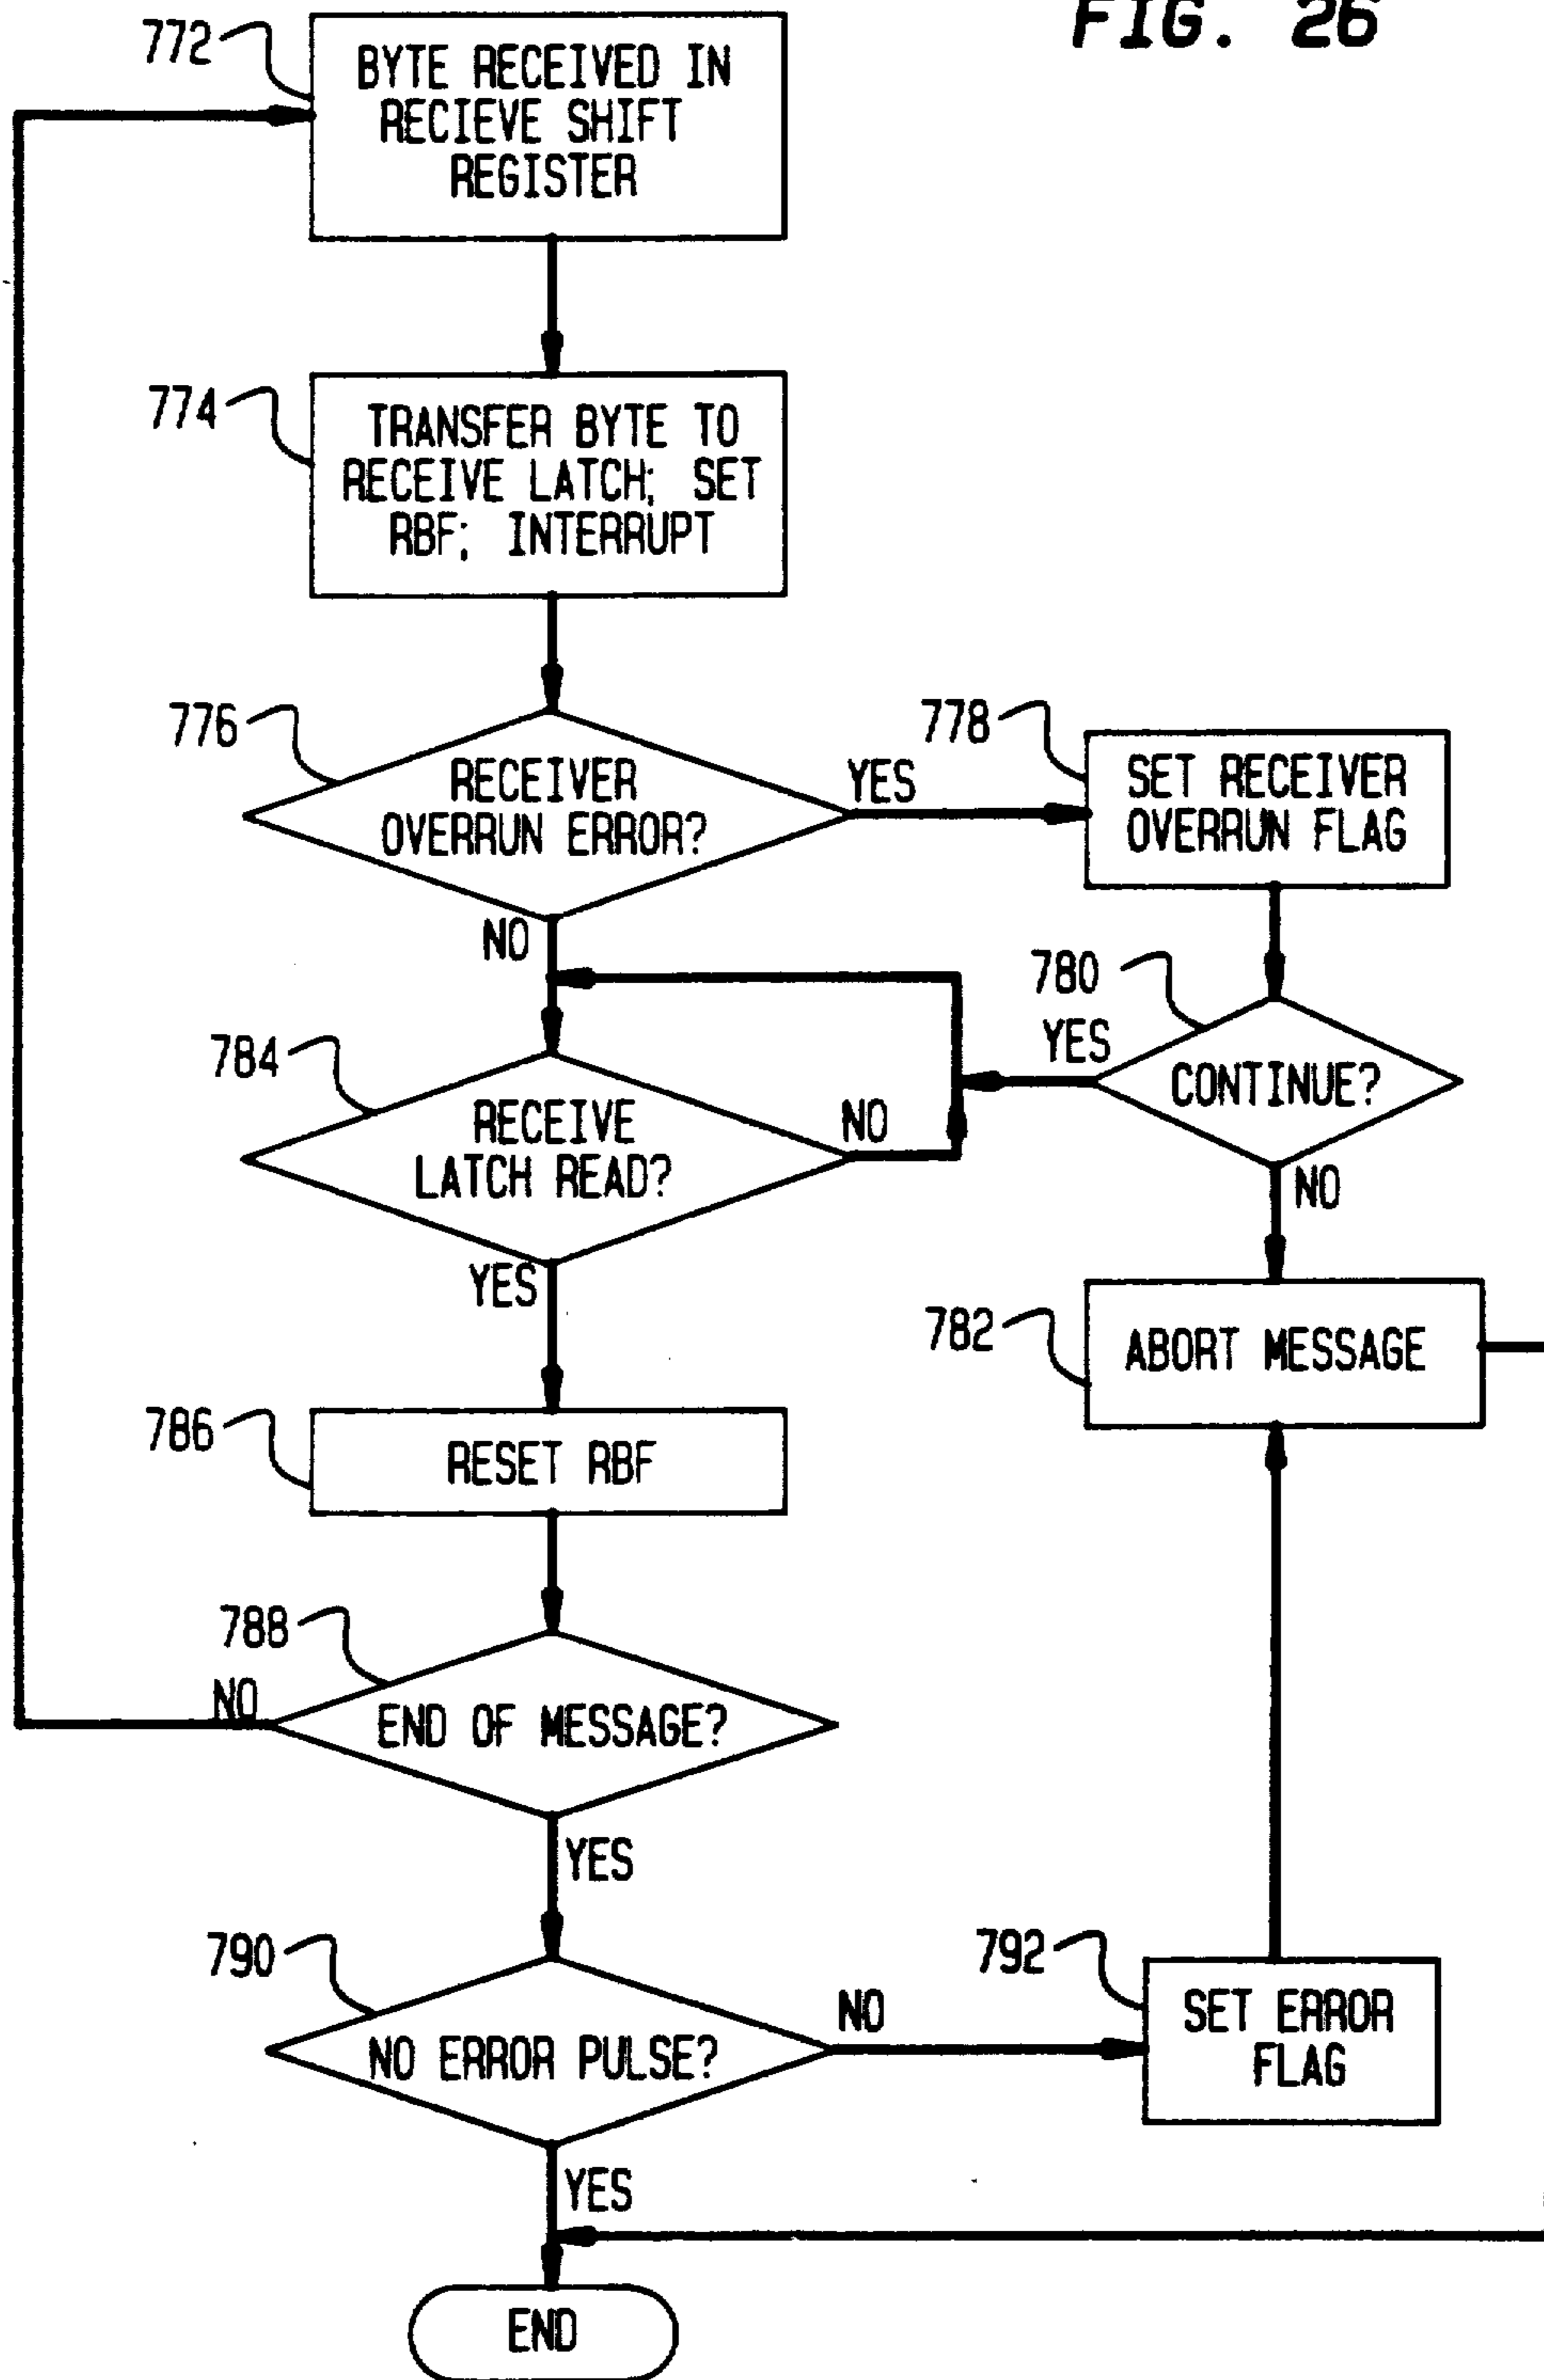 FIG. 26
772
BYTE RECEIVED IN
RECIEVE SHIFT
REGISTER
774
TRANSFER BYTE TO
RECEIVE LATCH; SET
RBF; INTERRUPT
776
RECEIVER
OVERRUN ERROR?
YES
NO
778
SET RECEIVER
OVERRUN FLAG
780
YES
CONTINUE?
NO
784
RECEIVE
LATCH READ?
NO
YES
782
ABORT MESSAGE
786
RESET RBF
788
NO
END OF MESSAGE?
YES
790
NO ERROR PULSE?
NO
YES
792
SET ERROR
FLAG
END